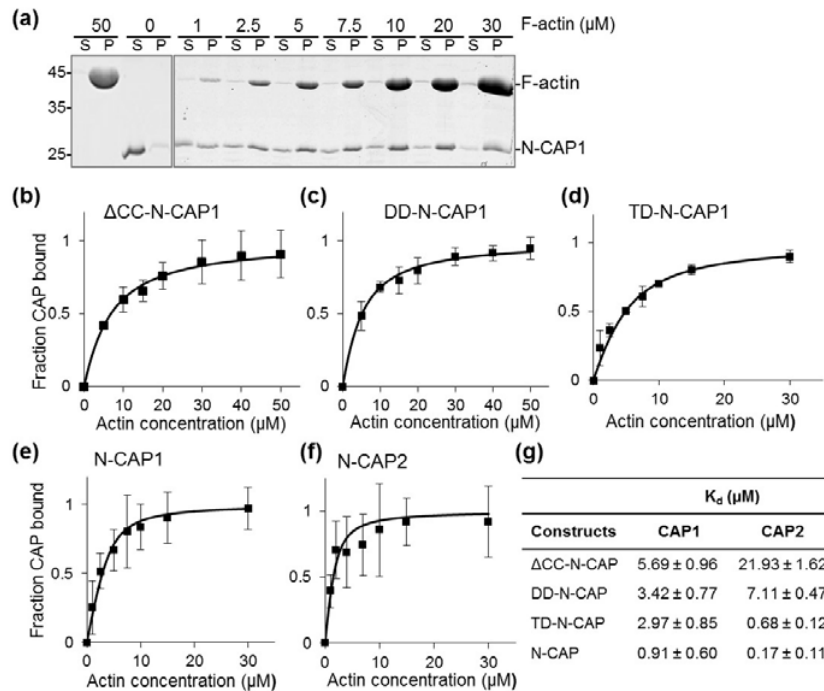 (a)
50 0 1 2.5 5 7.5 10 20 30 F-actin (µM)
S P S P S P S P S P S P S P S P S P
45
35
25
F-actin
N-CAP1
(b) ΔCC-N-CAP1
Fraction CAP bound
1
0.5
0
0 10 20 30 40 50
Actin concentration (µM)
(c) DD-N-CAP1
1
0.5
0
0 10 20 30 40 50
Actin concentration (µM)
(d) TD-N-CAP1
1
0.5
0
0 10 20 30
Actin concentration (µM)
(e) N-CAP1
Fraction CAP bound
1
0.5
0
0 10 20 30
Actin concentration (µM)
(f) N-CAP2
1
0.5
0
0 10 20 30
Actin concentration (µM)
(g)
Kd (µM)
Constructs CAP1 CAP2
ΔCC-N-CAP 5.69 ± 0.96 21.93 ± 1.62
DD-N-CAP 3.42 ± 0.77 7.11 ± 0.47
TD-N-CAP 2.97 ± 0.85 0.68 ± 0.12
N-CAP 0.91 ± 0.60 0.17 ± 0.11